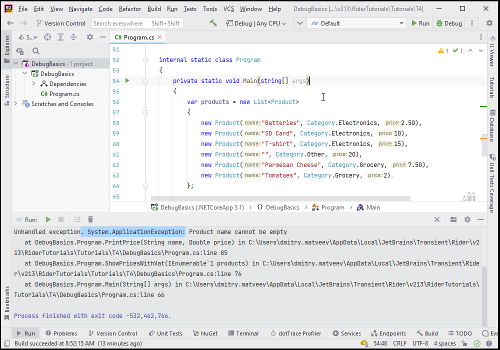 File Edit View Navigate Code Refactor Build Run Tests Tools VCS Window Help
DebugBasics [...\v213\RiderTutorials\Tutorials\T4]
Version Control
Search everywhere Shift+Shift
Debug | Any CPU
Default
Explorer
Program.cs
DebugBasics · 1 project
DebugBasics
Dependencies
Program.cs
Scratches and Consoles
1 1
51
52 internal static class Program
53 {
54 private static void Main(string[] args)
55 {
56 var products = new List<Product>
57 {
58 new Product(name:"Batteries", Category.Electronics, price:2.50),
59 new Product(name:"SD Card", Category.Electronics, price:10),
60 new Product(name:"T-shirt", Category.Electronics, price:15),
61 new Product(name:"", Category.Other, price:20),
62 new Product(name:"Parmesan Cheese", Category.Grocery, price:7.50),
63 new Product(name:"Tomatoes", Category.Grocery, price:2)
64 };
65
IL Viewer
Tutorials
Database
Unit Tests Coverage
DebugBasics (.NETCoreApp 3.1) DebugBasics Program Main
Run: DebugBasics
Unhandled exception. System.ApplicationException: Product name cannot be empty
at DebugBasics.Program.PrintPrice(String name, Double price) in C:\Users\dmitry.matveev\AppData\Local\JetBrains\Transient\Rider\v2
13\RiderTutorials\Tutorials\T4\DebugBasics\Program.cs:line 85
at DebugBasics.Program.ShowPricesWithVat(IEnumerable`1 products) in C:\Users\dmitry.matveev\AppData\Local\JetBrains\Transient\Ride
r\v213\RiderTutorials\Tutorials\T4\DebugBasics\Program.cs:line 76
at DebugBasics.Program.Main(String[] args) in C:\Users\dmitry.matveev\AppData\Local\JetBrains\Transient\Rider\v213\RiderTutorials\
Tutorials\T4\DebugBasics\Program.cs:line 66
Process finished with exit code -532,462,766.
Structure
Bookmarks
Run Problems Version Control Unit Tests NuGet Terminal dotTrace Profiler Services Endpoints Build TODO
Build succeeded at 8:52:15 AM (13 minutes ago)
54:48 CRLF UTF-8 4 spaces